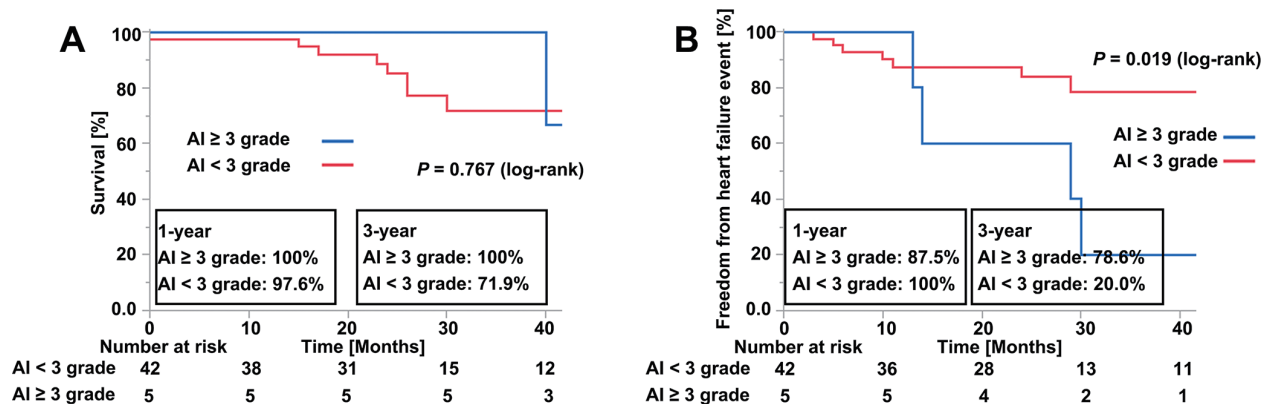 A
Survival [%]
100
80
60
40
20
0.0
AI ≥ 3 grade
AI < 3 grade
P = 0.767 (log-rank)
1-year
AI ≥ 3 grade: 100%
AI < 3 grade: 97.6%
3-year
AI ≥ 3 grade: 100%
AI < 3 grade: 71.9%
0 10 20 30 40
Number at risk Time [Months]
AI < 3 grade 42 38 31 15 12
AI ≥ 3 grade 5 5 5 5 3
B
Freedom from heart failure event [%]
100
80
60
40
20
0.0
P = 0.019 (log-rank)
AI ≥ 3 grade
AI < 3 grade
1-year
AI ≥ 3 grade: 87.5%
AI < 3 grade: 100%
3-year
AI ≥ 3 grade: 78.6%
AI < 3 grade: 20.0%
0 10 20 30 40
Number at risk Time [Months]
AI < 3 grade 42 36 28 13 11
AI ≥ 3 grade 5 5 4 2 1